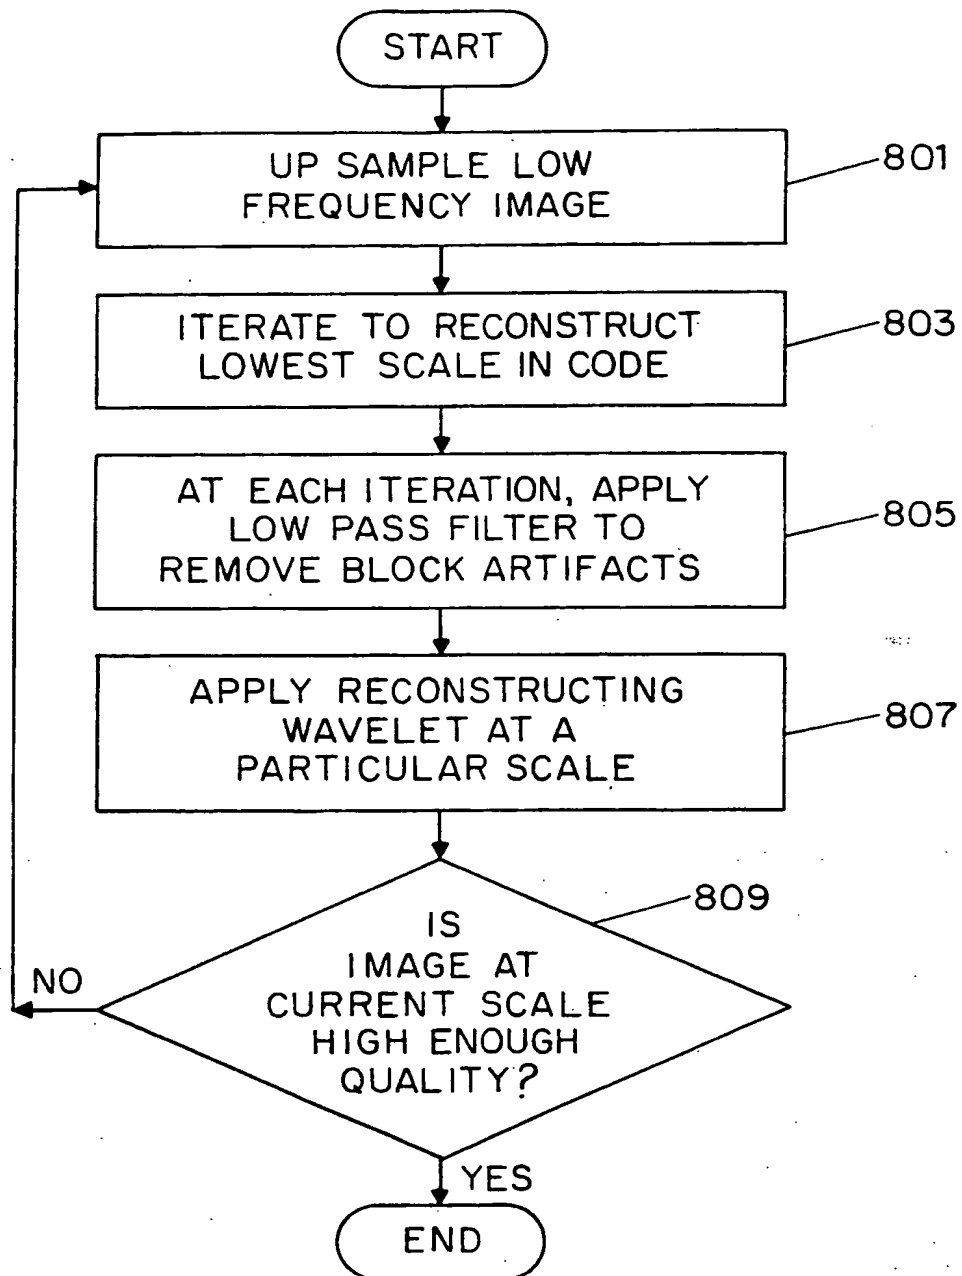 START
UP SAMPLE LOW
FREQUENCY IMAGE
801
ITERATE TO RECONSTRUCT
LOWEST SCALE IN CODE
803
AT EACH ITERATION, APPLY
LOW PASS FILTER TO
REMOVE BLOCK ARTIFACTS
805
APPLY RECONSTRUCTING
WAVELET AT A
PARTICULAR SCALE
807
809
IS
IMAGE AT
CURRENT SCALE
HIGH ENOUGH
QUALITY?
NO
YES
END